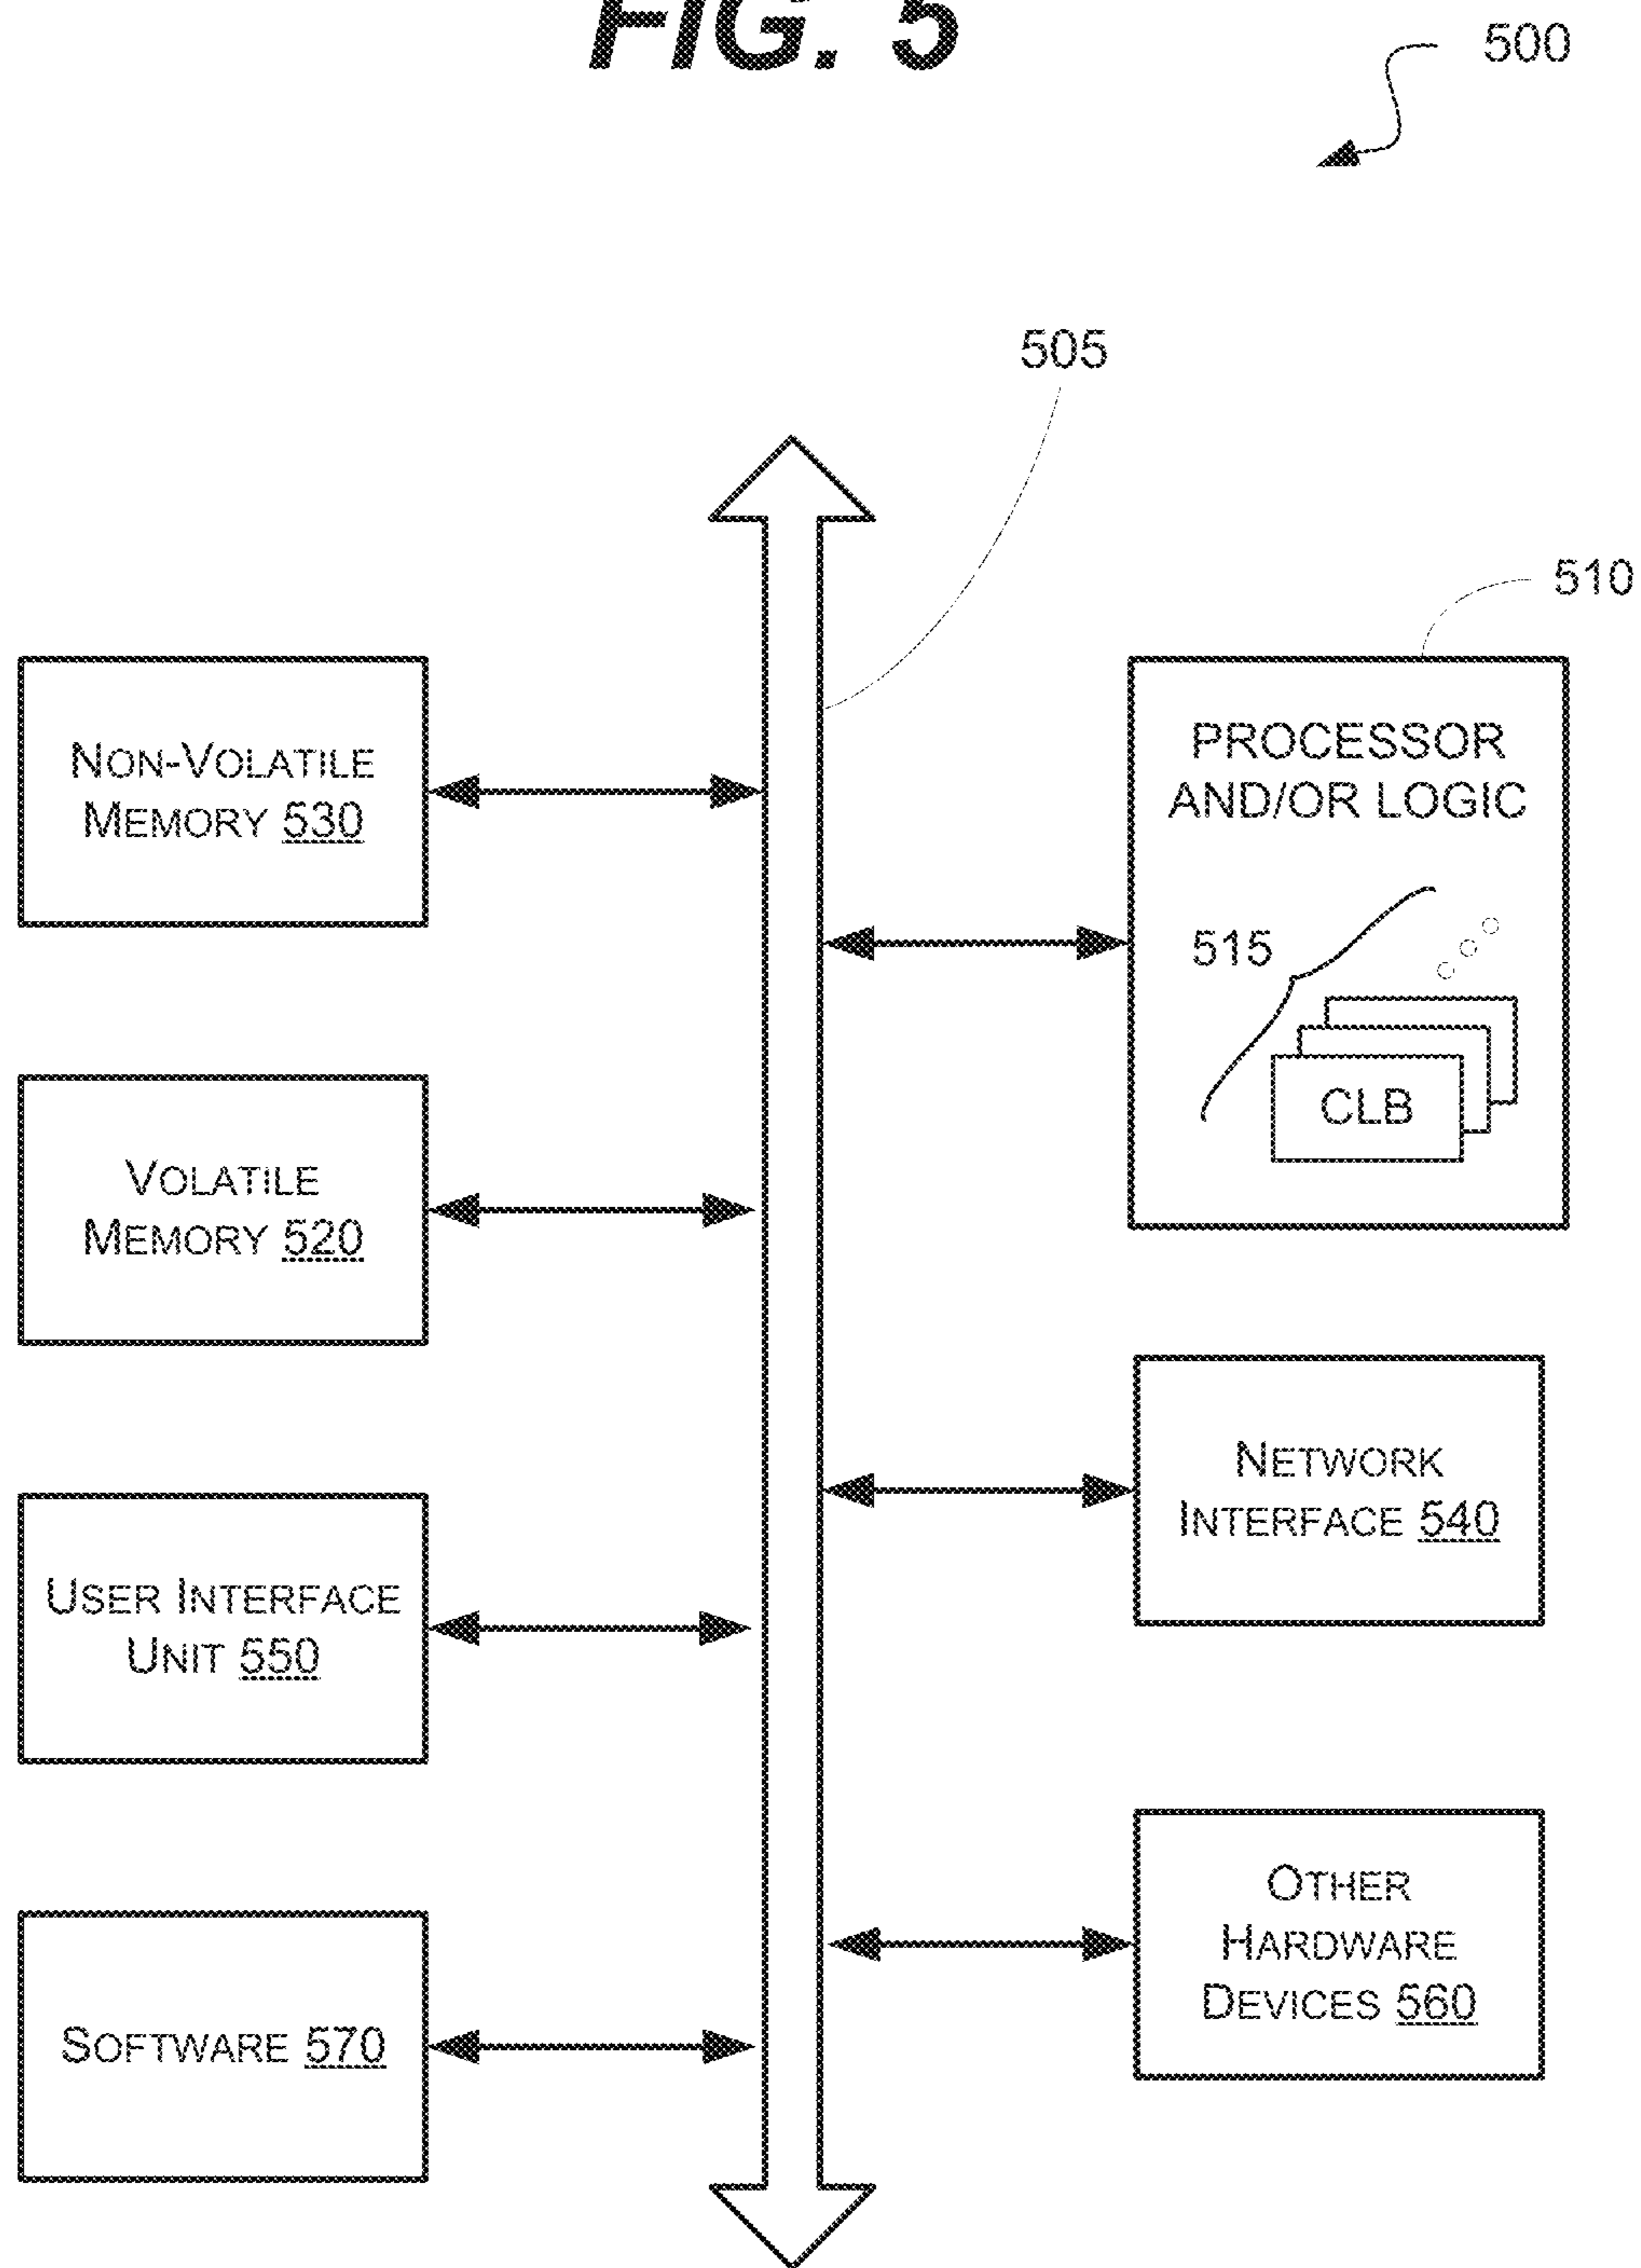 FIG. 5
500
505
510
NON-VOLATILE
MEMORY 530
PROCESSOR
AND/OR LOGIC
515
CLB
VOLATILE
MEMORY 520
NETWORK
INTERFACE 540
USER INTERFACE
UNIT 550
OTHER
HARDWARE
DEVICES 560
SOFTWARE 570